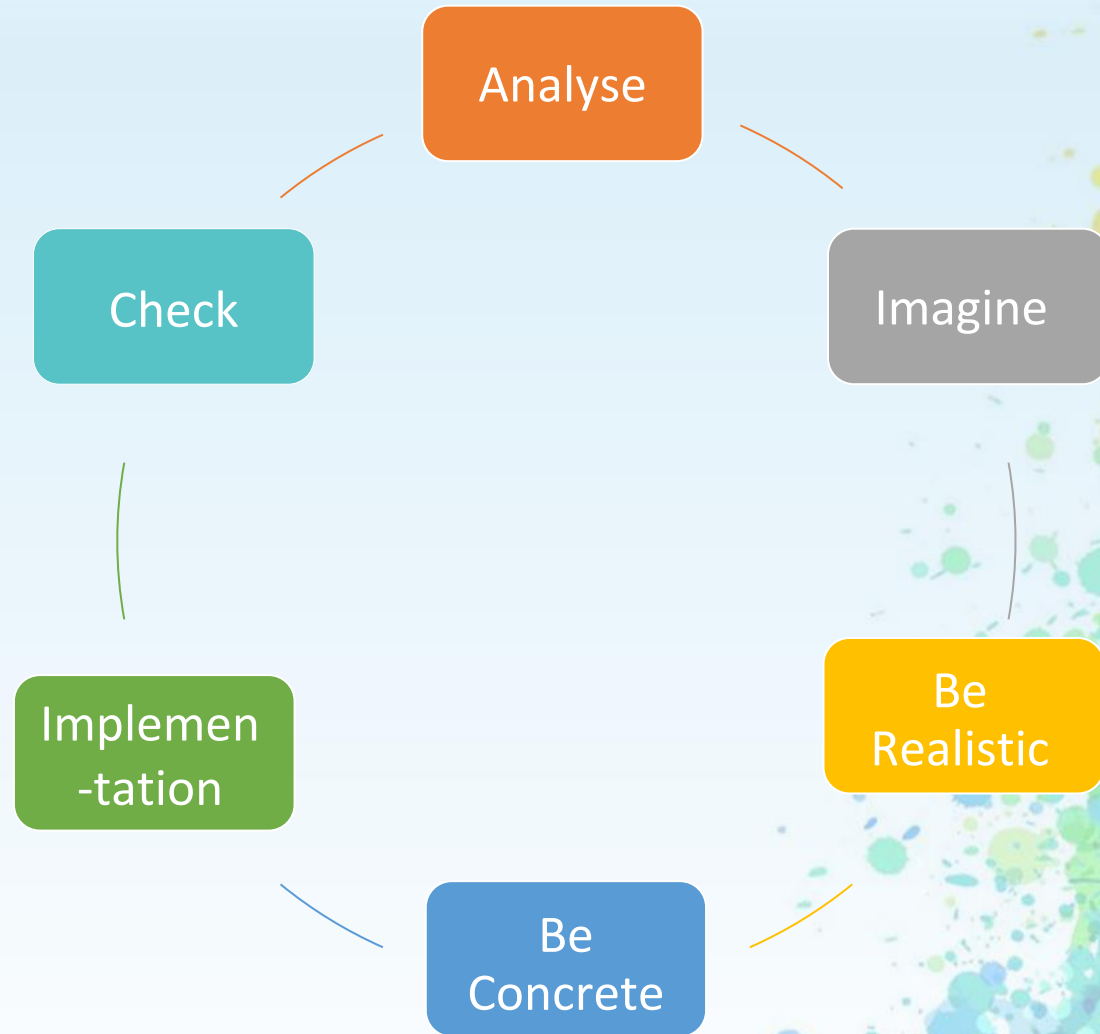 Analyse
Imagine
Be
Realistic
Be
Concrete
Implemen
-tation
Check